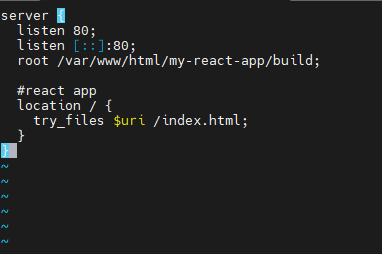 server {
  listen 80;
  listen [::]:80;
  root /var/www/html/my-react-app/build;

  #react app
  location / {
    try_files $uri /index.html;
  }
}
~
~
~
~
~
~